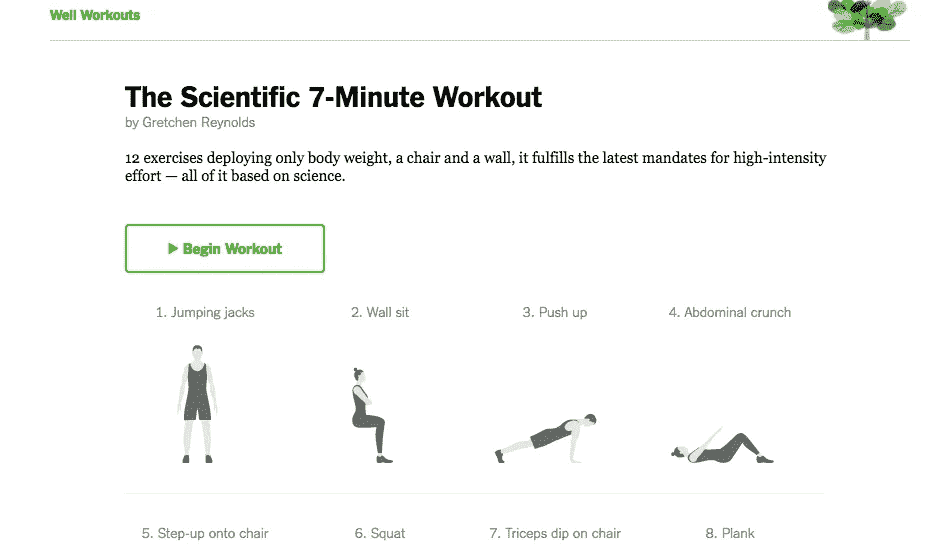 Well Workouts
The Scientific 7-Minute Workout
by Gretchen Reynolds
12 exercises deploying only body weight, a chair and a wall, it fulfills the latest mandates for high-intensity
effort — all of it based on science.
Begin Workout
1. Jumping jacks
2. Wall sit
3. Push up
4. Abdominal crunch
5. Step-up onto chair
6. Squat
7. Triceps dip on chair
8. Plank